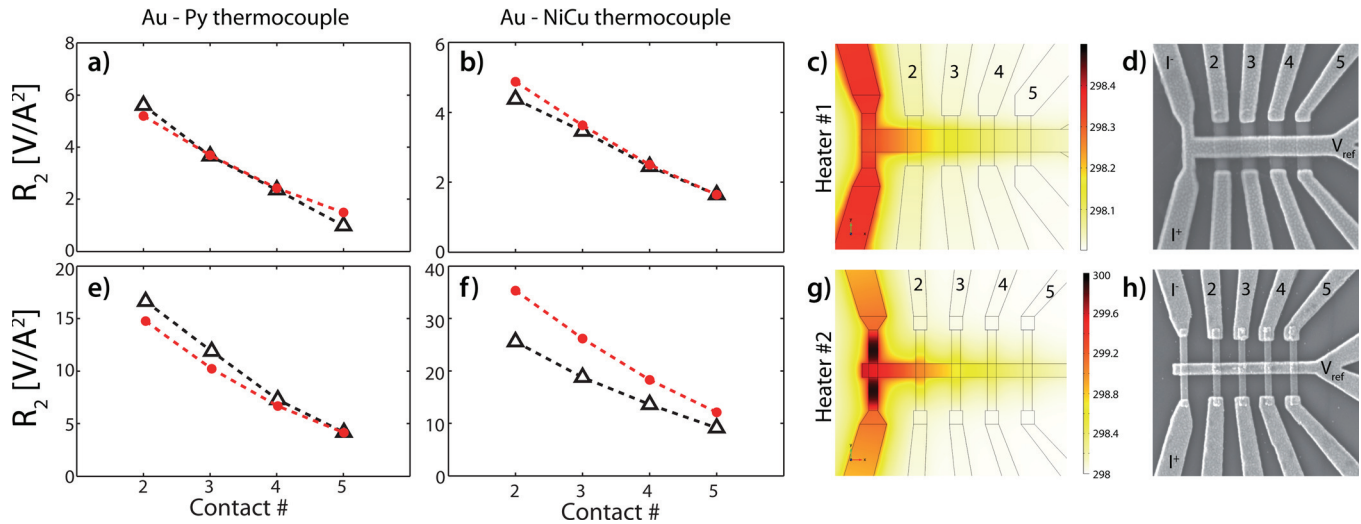 Au - Py thermocouple
Au - NiCu thermocouple
a)
R₂ [V/A²]
8
6
4
2
0
b)
6
4
2
0
c)
Heater #1
2
3
4
5
298.4
298.3
298.2
298.1
d)
I⁻
2
3
4
5
V_ref
I⁺
e)
R₂ [V/A²]
20
15
10
5
0
2
3
4
5
Contact #
f)
40
30
20
10
0
2
3
4
5
Contact #
g)
Heater #2
2
3
4
5
300
299.6
299.2
298.8
298.4
298
h)
I⁻
2
3
4
5
V_ref
I⁺